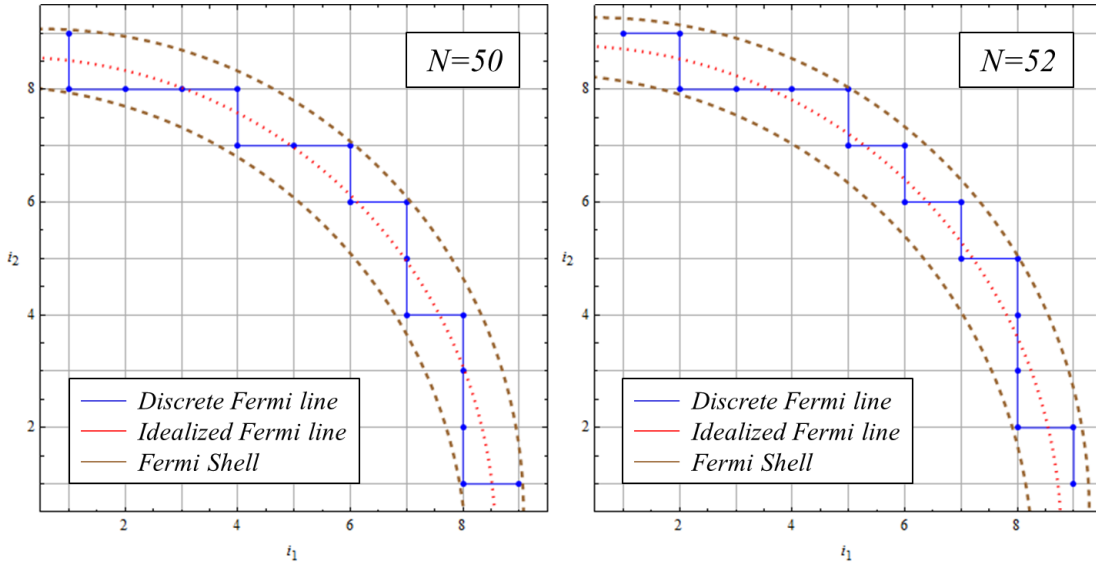 N=50
8
6
4
2
i2
2
4
6
8
i1
Discrete Fermi line
Idealized Fermi line
Fermi Shell
N=52
8
6
4
2
i2
2
4
6
8
i1
Discrete Fermi line
Idealized Fermi line
Fermi Shell